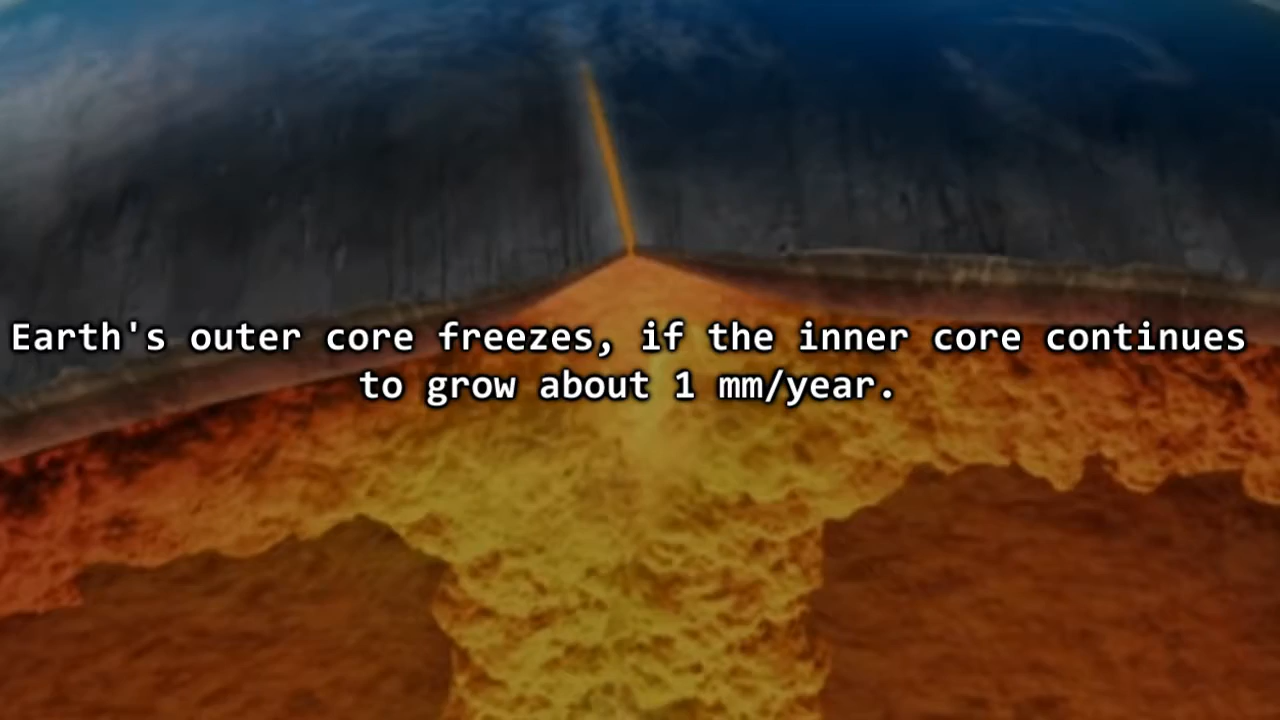 Earth's outer core freezes, if the inner core continues
to grow about 1 mm/year.